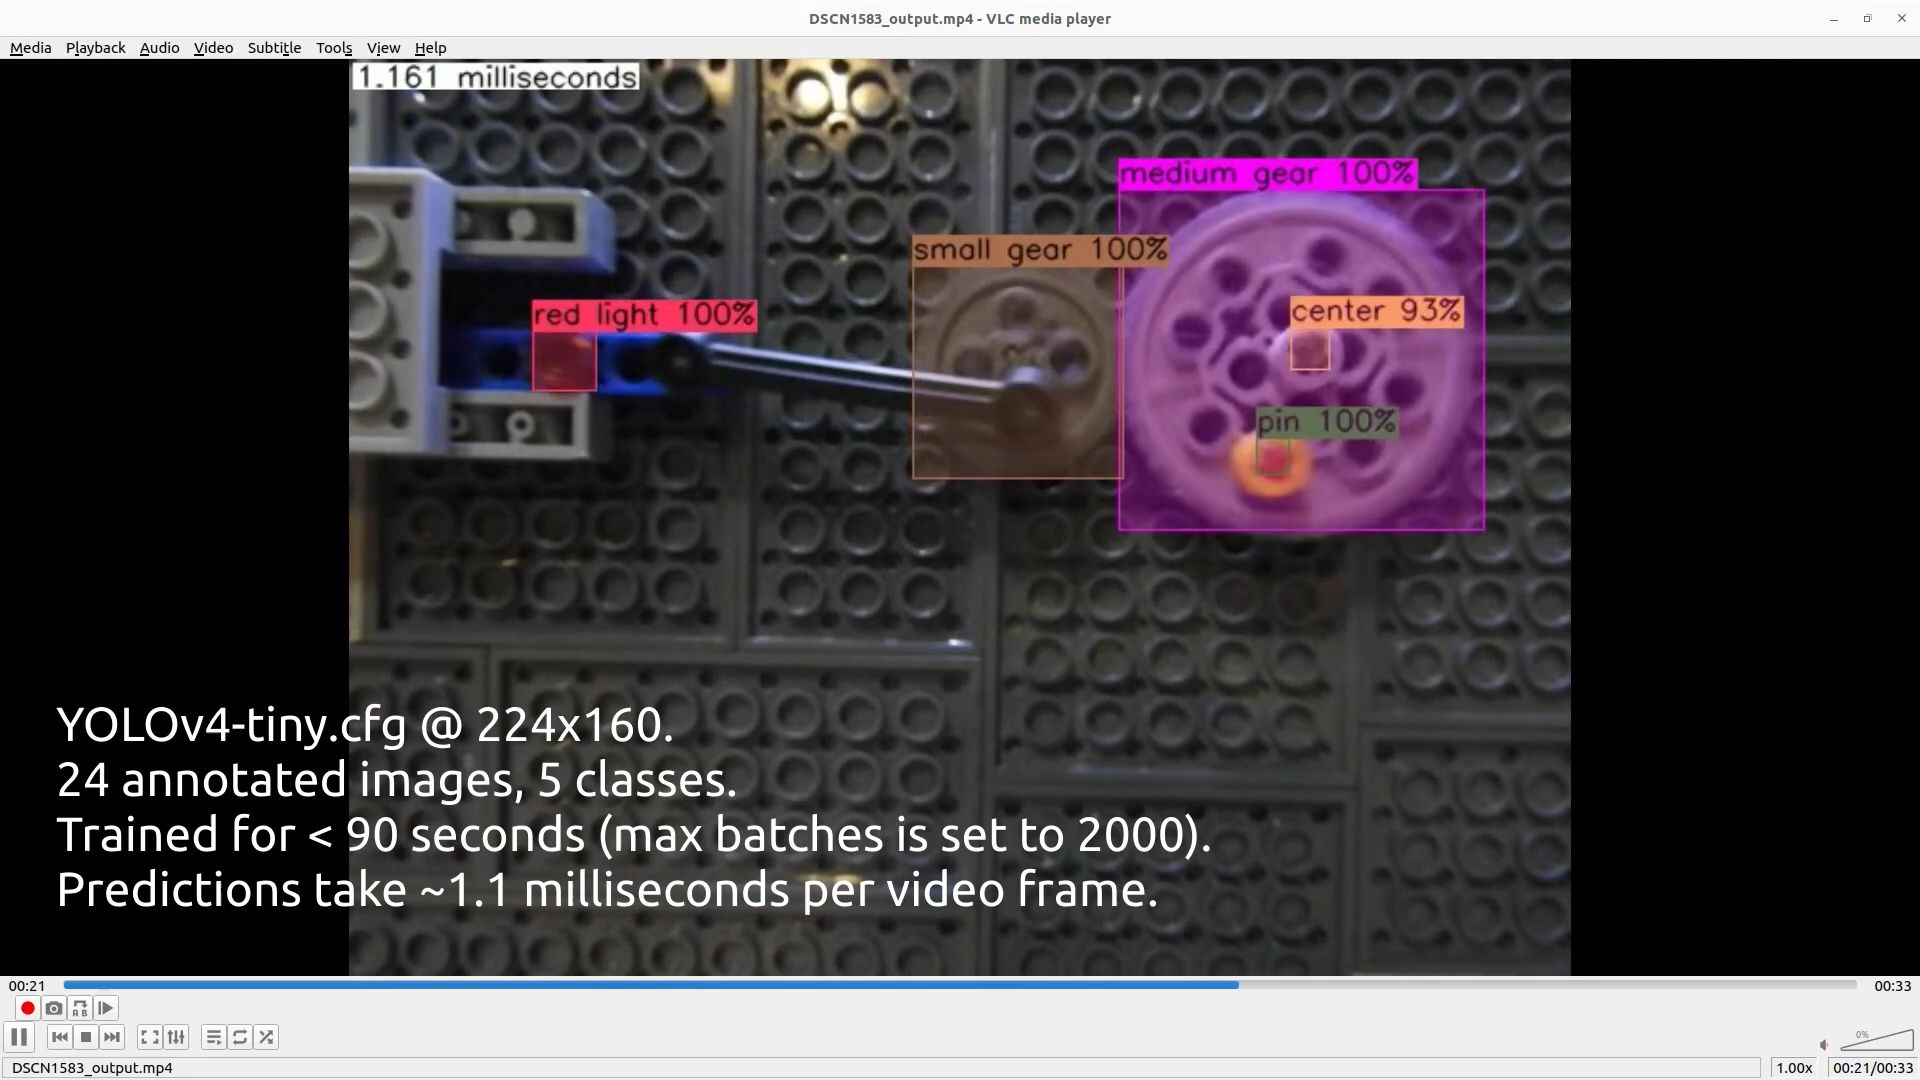 DSCN1583_output.mp4 - VLC media player
Media Playback Audio Video Subtitle Tools View Help
1.161 milliseconds
medium gear 100%
small gear 100%
center 93%
red light 100%
pin 100%
YOLOv4-tiny.cfg @ 224x160.
24 annotated images, 5 classes.
Trained for < 90 seconds (max batches is set to 2000).
Predictions take ~1.1 milliseconds per video frame.
00:21 00:33
AB
0%
DSCN1583_output.mp4 1.00x 00:21/00:33